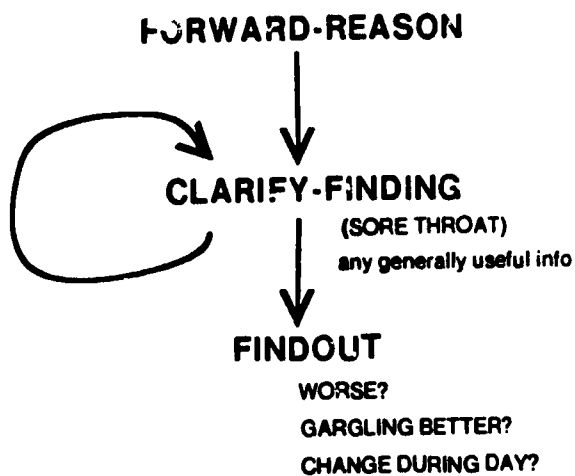 FORWARD-REASON
CLARIFY-FINDING
(SORE THROAT)
any generally useful info
FINDOUT
WORSE?
GARGLING BETTER?
CHANGE DURING DAY?